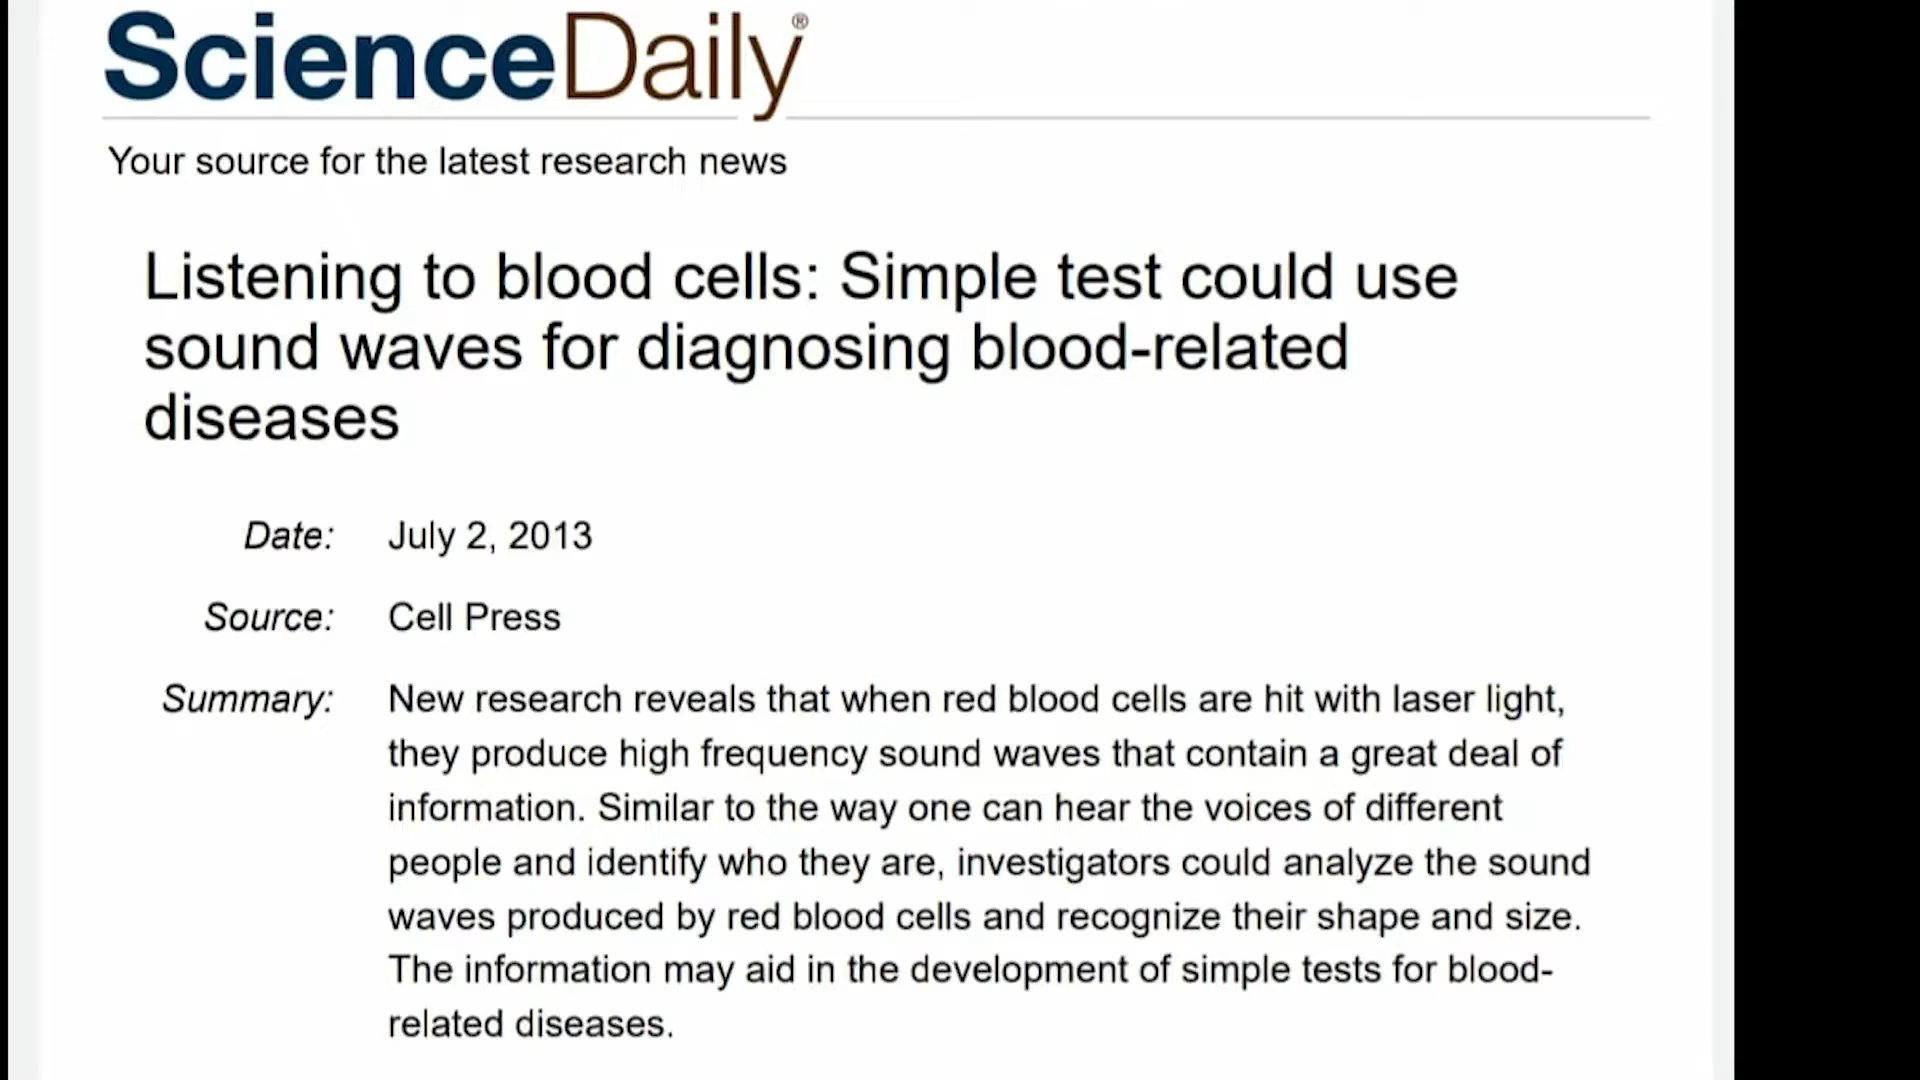 ScienceDaily®
Your source for the latest research news
Listening to blood cells: Simple test could use
sound waves for diagnosing blood-related
diseases
Date: July 2, 2013
Source: Cell Press
Summary: New research reveals that when red blood cells are hit with laser light,
they produce high frequency sound waves that contain a great deal of
information. Similar to the way one can hear the voices of different
people and identify who they are, investigators could analyze the sound
waves produced by red blood cells and recognize their shape and size.
The information may aid in the development of simple tests for blood-
related diseases.